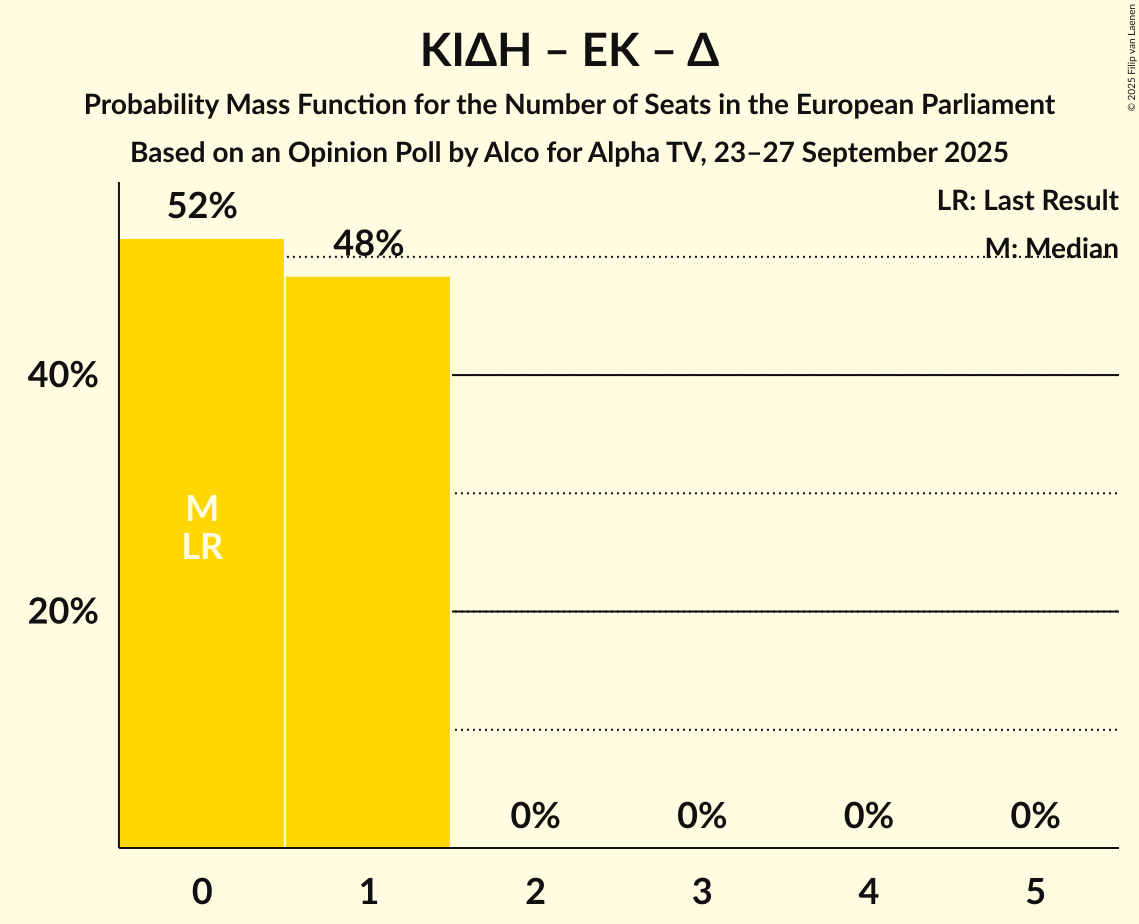 ΚΙΔΗ – ΕΚ – Δ
Probability Mass Function for the Number of Seats in the European Parliament
Based on an Opinion Poll by Alco for Alpha TV, 23–27 September 2025
© 2025 Filip van Laenen
LR: Last Result
M: Median
52%
48%
40%
20%
M
LR
0%
0%
0%
0%
0
1
2
3
4
5